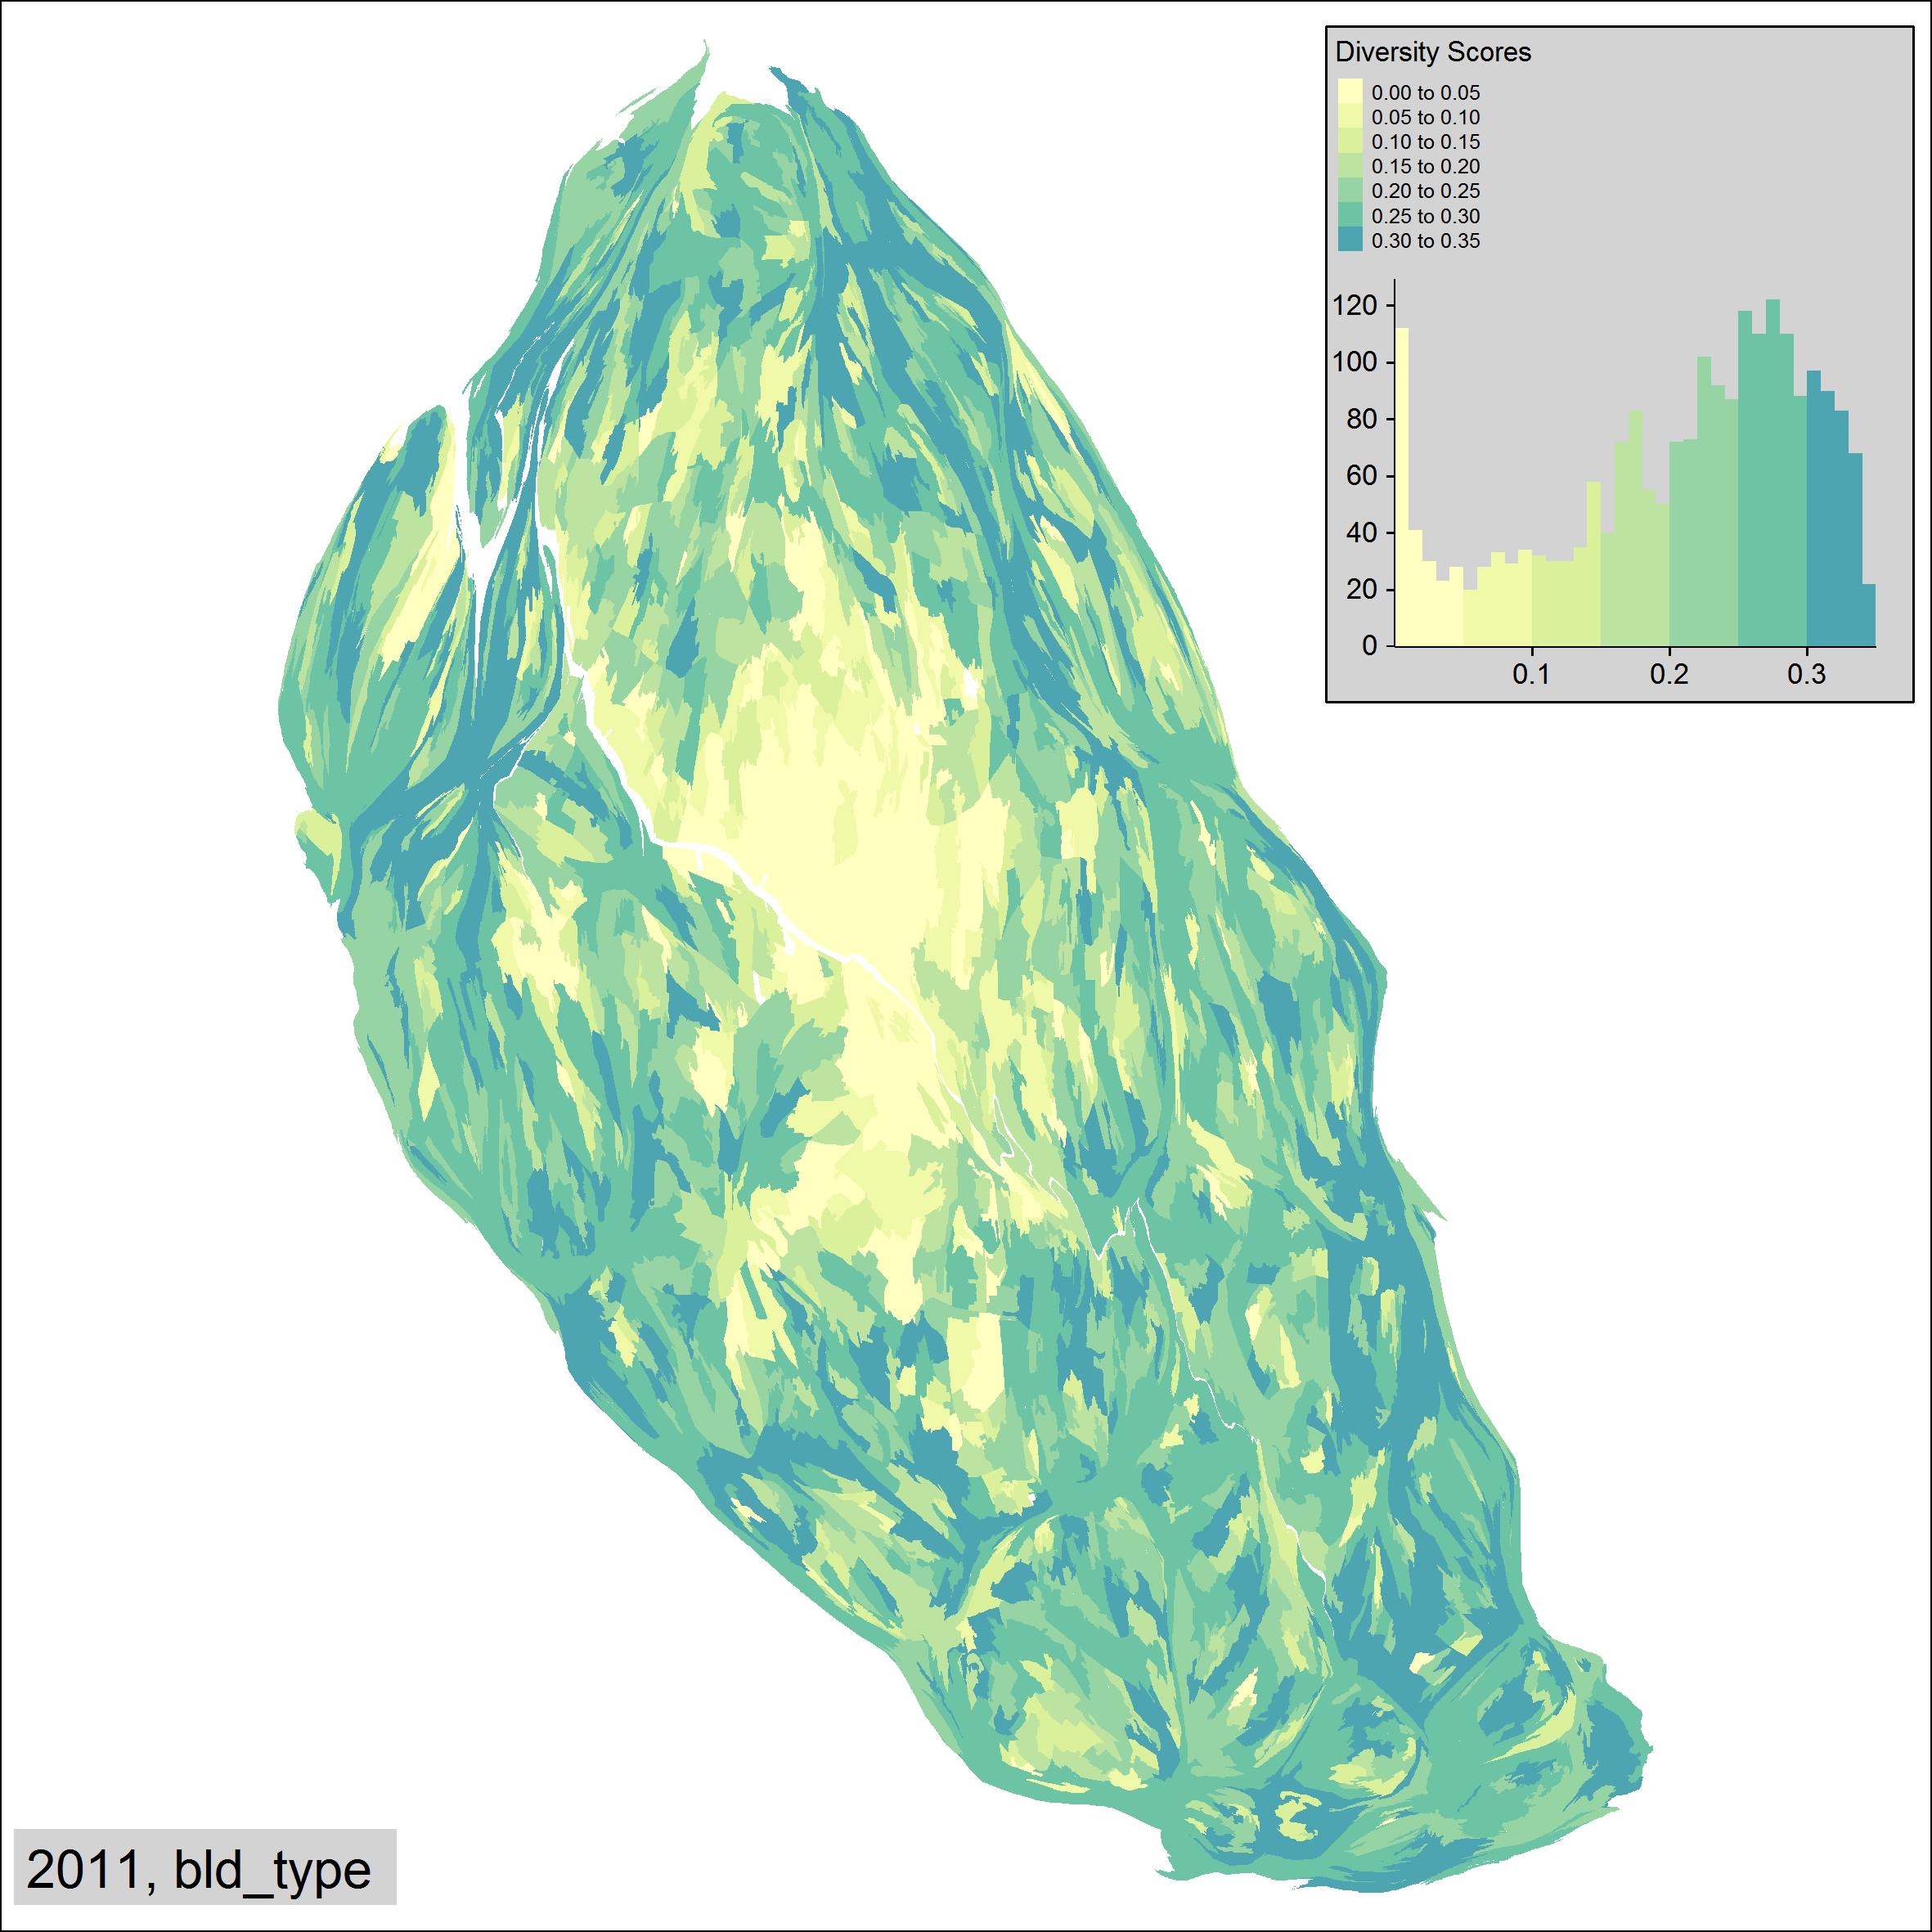 Diversity Scores
0.00 to 0.05
0.05 to 0.10
0.10 to 0.15
0.15 to 0.20
0.20 to 0.25
0.25 to 0.30
0.30 to 0.35
120
100
80
60
40
20
0
0.1 0.2 0.3
2011, bld_type